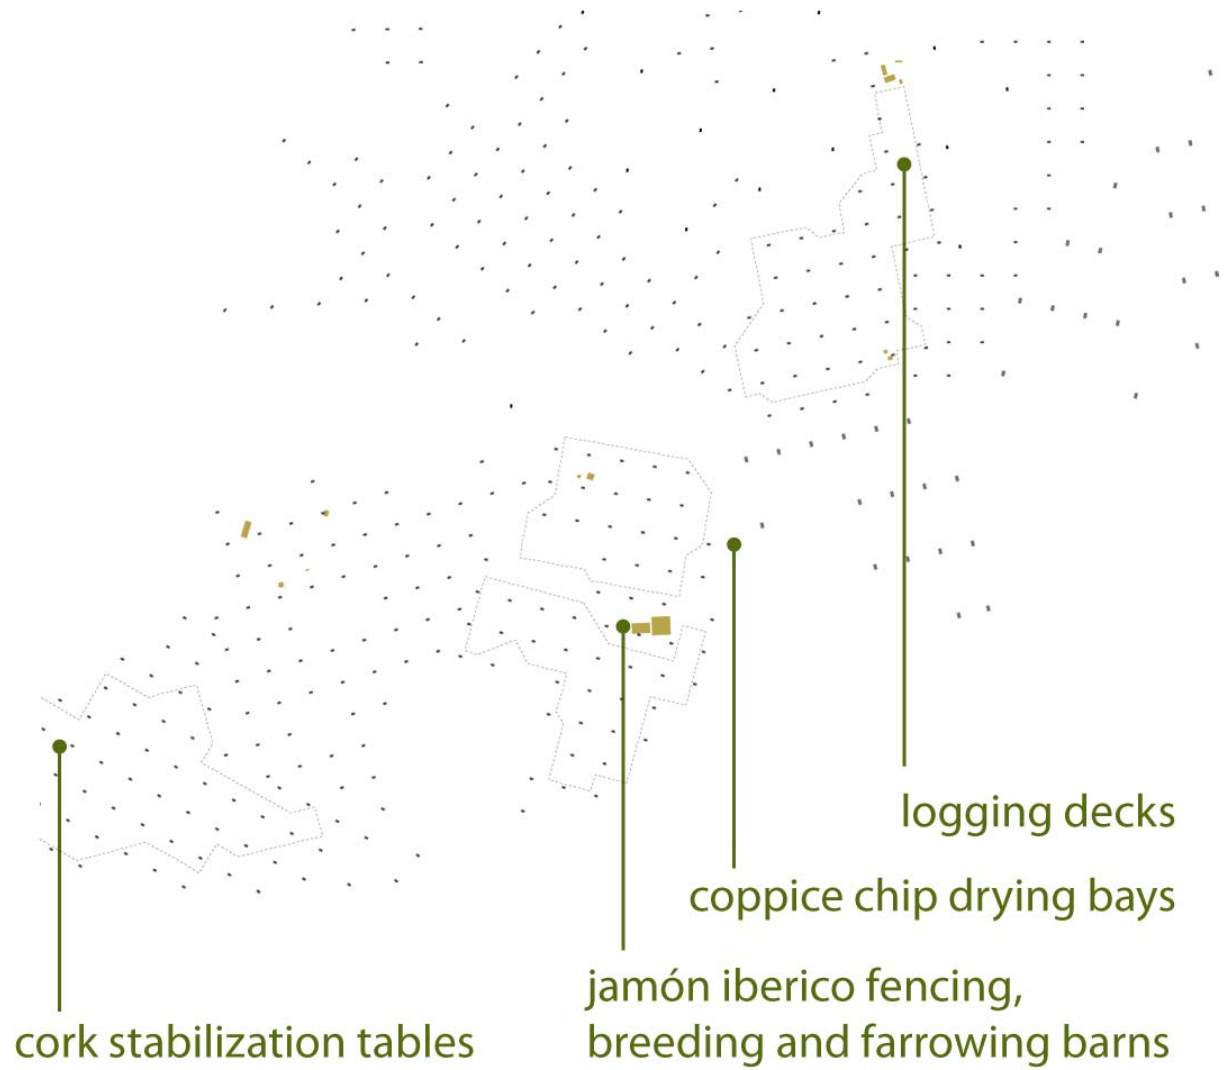 logging decks
coppice chip drying bays
jamón iberico fencing,
breeding and farrowing barns
cork stabilization tables